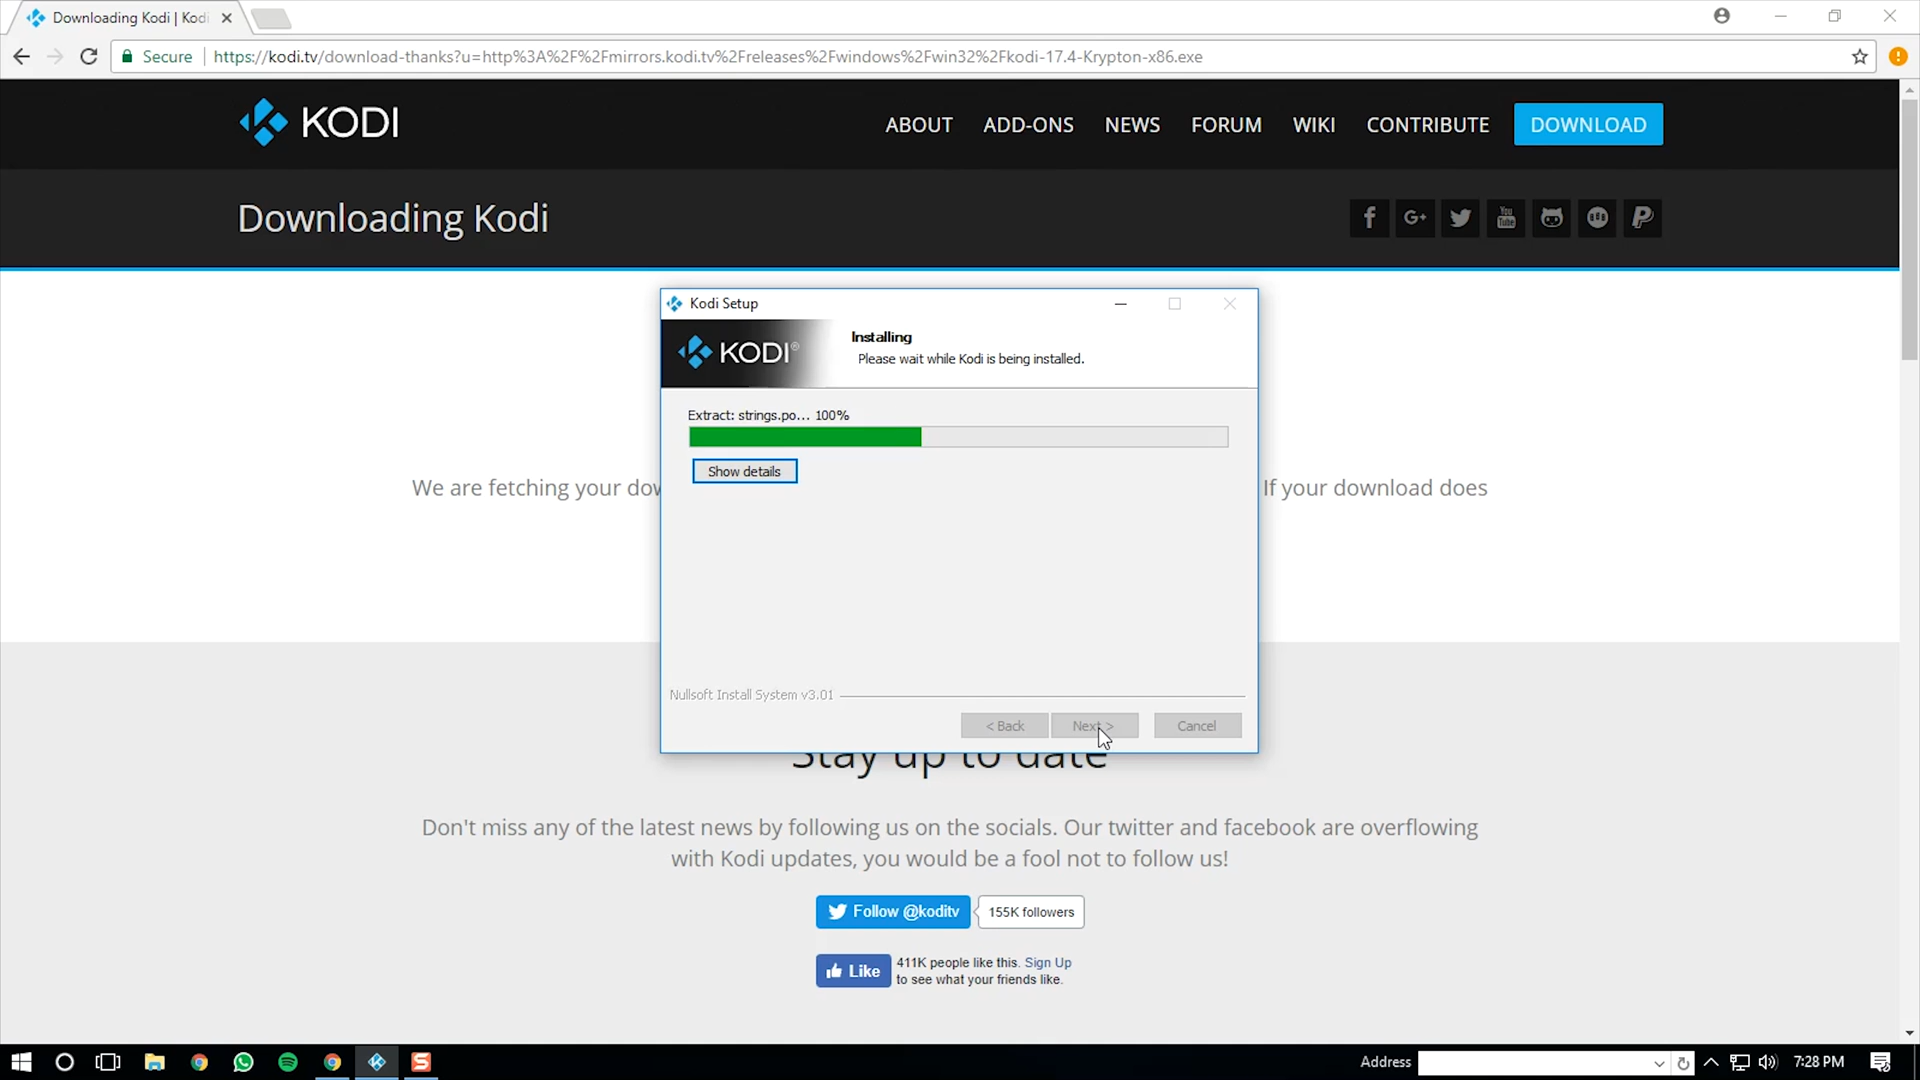 Downloading Kodi | Kodi
Secure
https://kodi.tv/download-thanks?u=http%3A%2F%2Fmirrors.kodi.tv%2Freleases%2Fwindows%2Fwin32%2Fkodi-17.4-Krypton-x86.exe
KODI
ABOUT ADD-ONS NEWS FORUM WIKI CONTRIBUTE DOWNLOAD
Downloading Kodi
Kodi Setup
KODI®
Installing
Please wait while Kodi is being installed.
Extract: strings.po... 100%
Show details
We are fetching your
If your download does
Nullsoft Install System v3.01
< Back Next > Cancel
Stay up to date
Don't miss any of the latest news by following us on the socials. Our twitter and facebook are overflowing
with Kodi updates, you would be a fool not to follow us!
Follow @koditv 155K followers
Like 411K people like this. Sign Up
to see what your friends like.
Address 7:28 PM